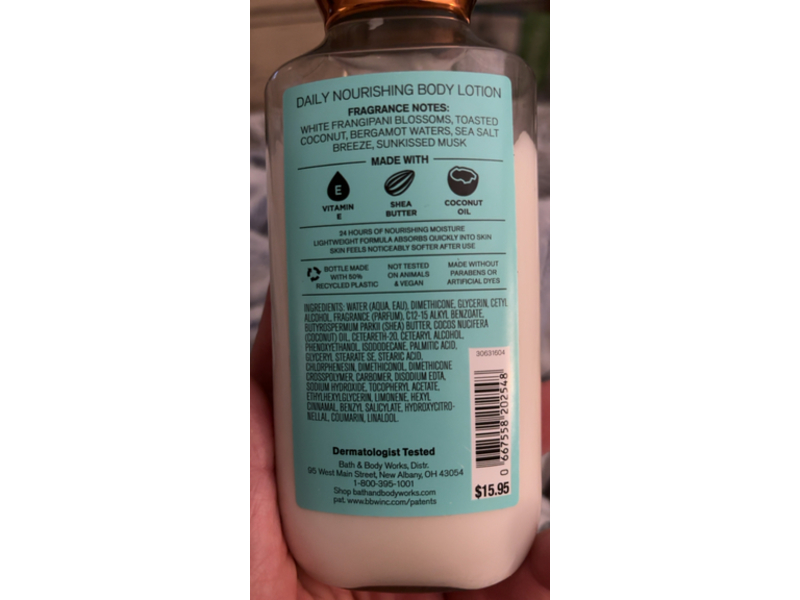 DAILY NOURISHING BODY LOTION
FRAGRANCE NOTES:
WHITE FRANGIPANI BLOSSOMS, TOASTED
COCONUT, BERGAMOT WATERS, SEA SALT
BREEZE, SUNKISSED MUSK
MADE WITH
E
VITAMIN
E
SHEA
BUTTER
COCONUT
OIL
24 HOURS OF NOURISHING MOISTURE
LIGHTWEIGHT FORMULA ABSORBS QUICKLY INTO SKIN
SKIN FEELS NOTICEABLY SOFTER AFTER USE
BOTTLE MADE
WITH 50%
RECYCLED PLASTIC
NOT TESTED
ON ANIMALS
& VEGAN
MADE WITHOUT
PARABENS OR
ARTIFICIAL DYES
INGREDIENTS: WATER (AQUA, EAU), DIMETHICONE, GLYCERIN, CETYL
ALCOHOL, FRAGRANCE (PARFUM), C12-15 ALKYL BENZOATE,
BUTYROSPERMUM PARKII (SHEA) BUTTER, COCOS NUCIFERA
(COCONUT) OIL, CETEARETH-20, CETEARYL ALCOHOL,
PHENOXYETHANOL, ISODODECANE, PALMITIC ACID,
GLYCERYL STEARATE SE, STEARIC ACID,
CHLORPHENESIN, DIMETHICONOL, DIMETHICONE
CROSSPOLYMER, CARBOMER, DISODIUM EDTA,
SODIUM HYDROXIDE, TOCOPHERYL ACETATE,
ETHYLHEXYLGLYCERIN, LIMONENE, HEXYL
CINNAMAL, BENZYL SALICYLATE, HYDROXYCITRO-
NELLAL, COUMARIN, LINALOOL.
30631604
0 667558 202548
$15.95
Dermatologist Tested
Bath & Body Works, Distr.
95 West Main Street, New Albany, OH 43054
1-800-395-1001
Shop bathandbodyworks.com
pat. www.bbwinc.com/patents